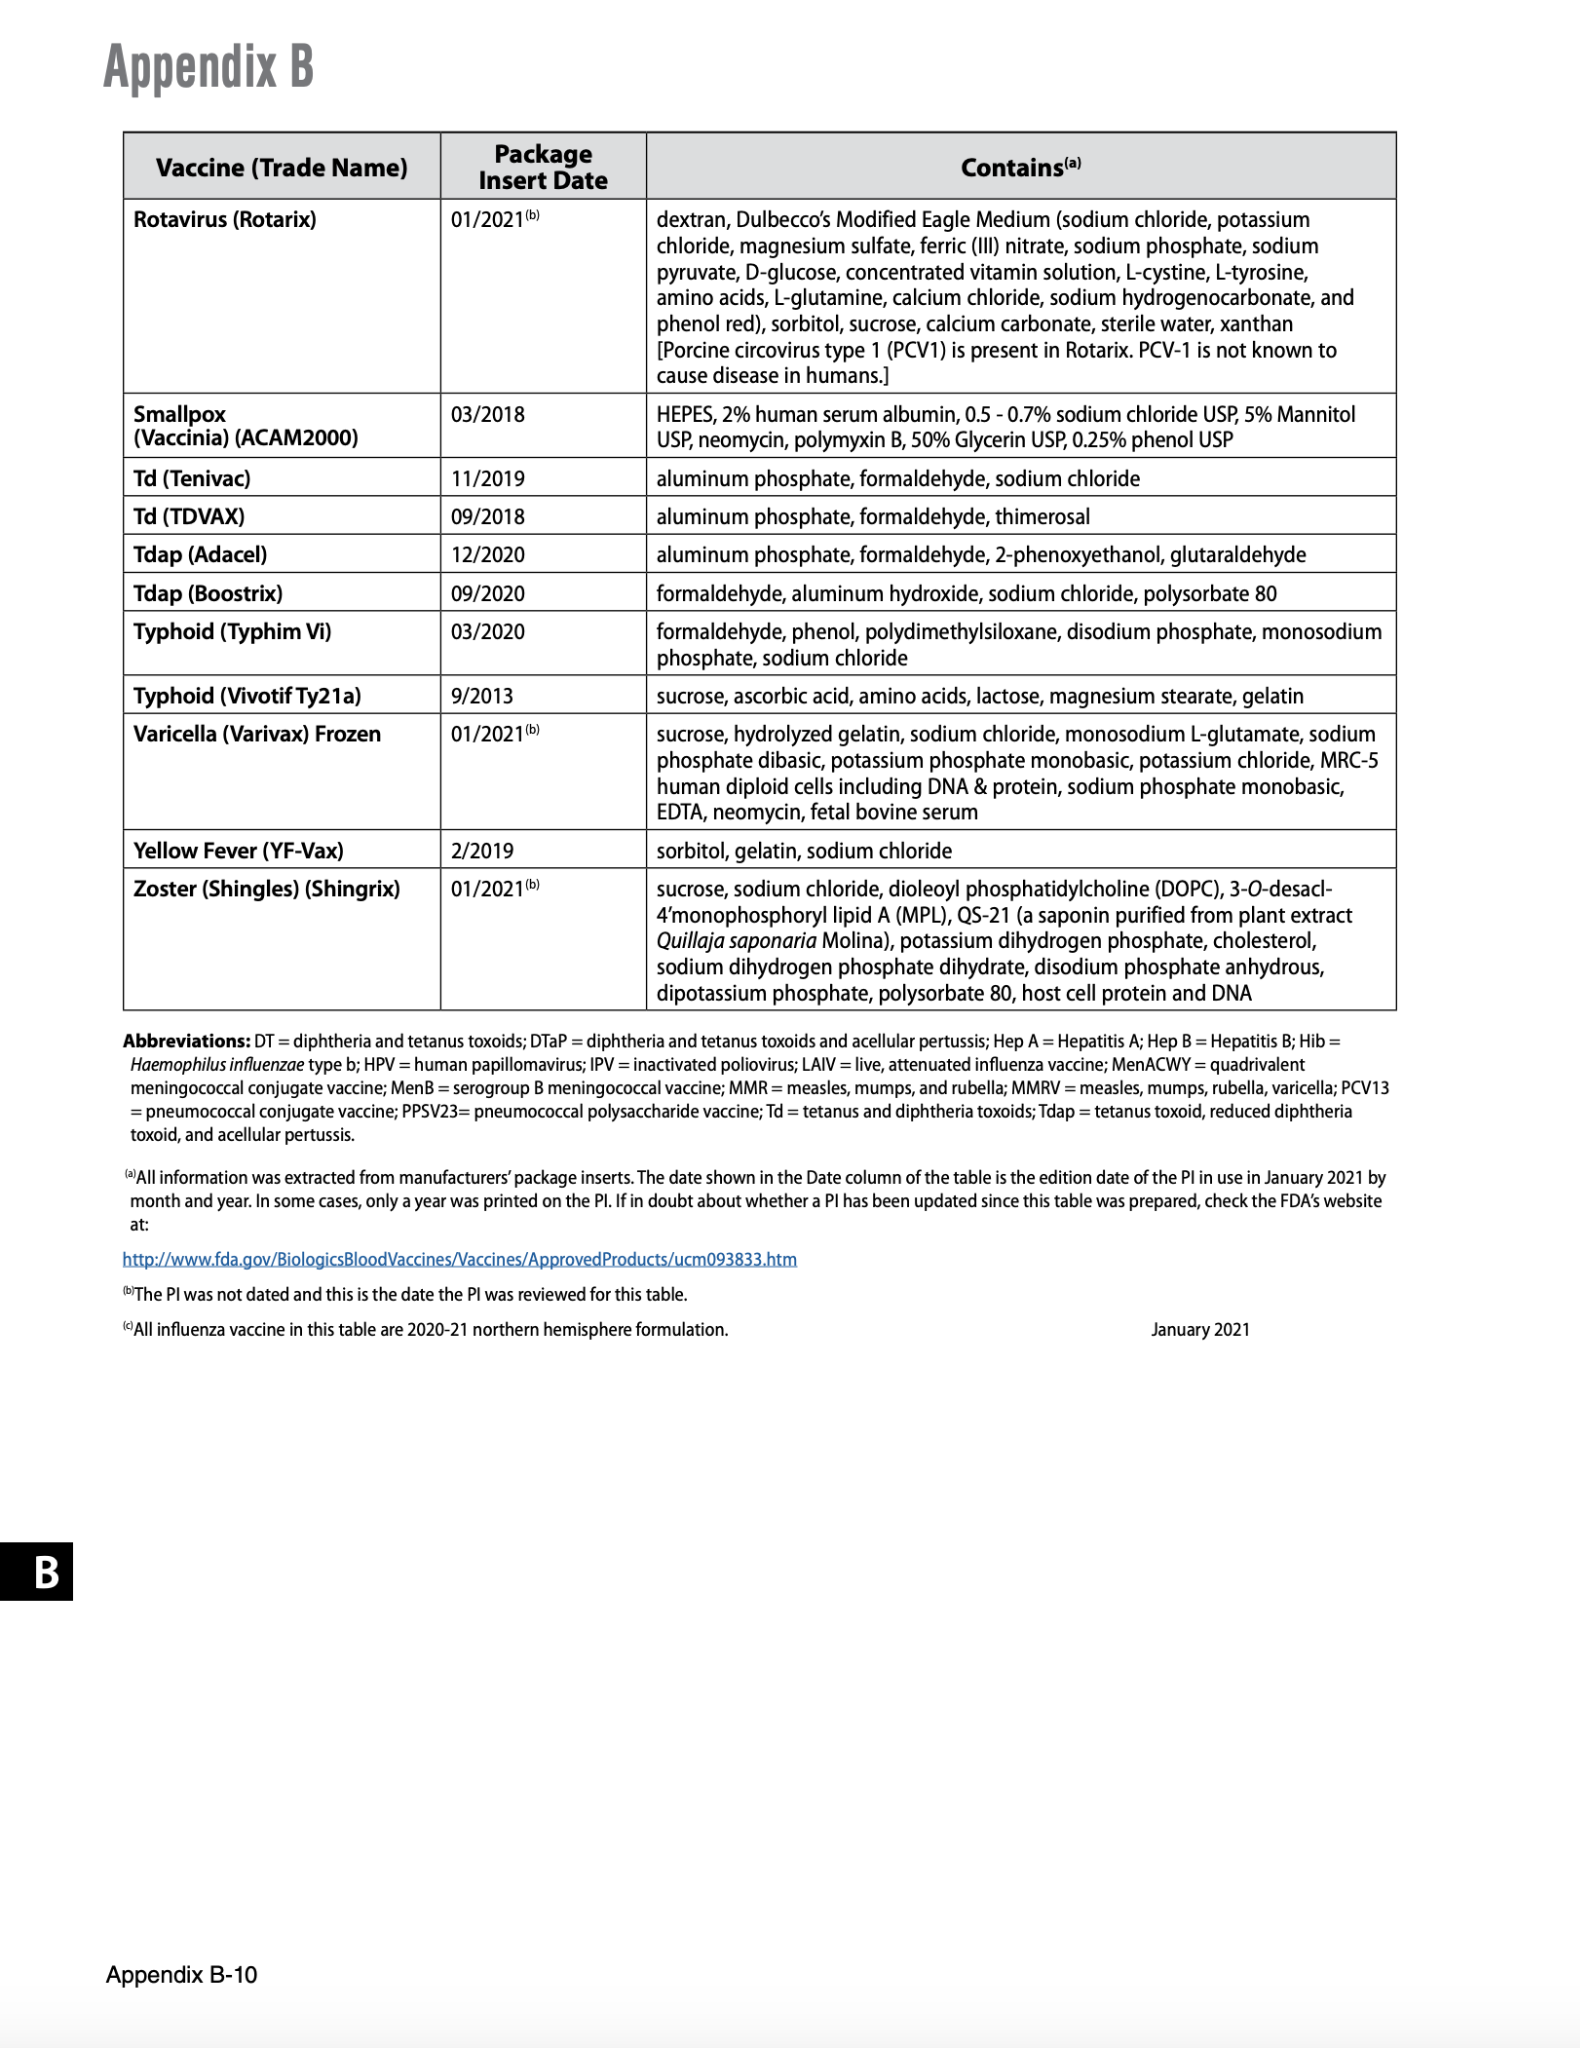 Appendix B
Vaccine (Trade Name)
Package
Insert Date
Contains(a)
Rotavirus (Rotarix)
01/2021(b)
dextran, Dulbecco’s Modified Eagle Medium (sodium chloride, potassium
chloride, magnesium sulfate, ferric (III) nitrate, sodium phosphate, sodium
pyruvate, D-glucose, concentrated vitamin solution, L-cystine, L-tyrosine,
amino acids, L-glutamine, calcium chloride, sodium hydrogenocarbonate, and
phenol red), sorbitol, sucrose, calcium carbonate, sterile water, xanthan
[Porcine circovirus type 1 (PCV1) is present in Rotarix. PCV-1 is not known to
cause disease in humans.]
Smallpox
(Vaccinia) (ACAM2000)
03/2018
HEPES, 2% human serum albumin, 0.5 - 0.7% sodium chloride USP, 5% Mannitol
USP, neomycin, polymyxin B, 50% Glycerin USP, 0.25% phenol USP
Td (Tenivac)
11/2019
aluminum phosphate, formaldehyde, sodium chloride
Td (TDVAX)
09/2018
aluminum phosphate, formaldehyde, thimerosal
Tdap (Adacel)
12/2020
aluminum phosphate, formaldehyde, 2-phenoxyethanol, glutaraldehyde
Tdap (Boostrix)
09/2020
formaldehyde, aluminum hydroxide, sodium chloride, polysorbate 80
Typhoid (Typhim Vi)
03/2020
formaldehyde, phenol, polydimethylsiloxane, disodium phosphate, monosodium
phosphate, sodium chloride
Typhoid (Vivotif Ty21a)
9/2013
sucrose, ascorbic acid, amino acids, lactose, magnesium stearate, gelatin
Varicella (Varivax) Frozen
01/2021(b)
sucrose, hydrolyzed gelatin, sodium chloride, monosodium L-glutamate, sodium
phosphate dibasic, potassium phosphate monobasic, potassium chloride, MRC-5
human diploid cells including DNA & protein, sodium phosphate monobasic,
EDTA, neomycin, fetal bovine serum
Yellow Fever (YF-Vax)
2/2019
sorbitol, gelatin, sodium chloride
Zoster (Shingles) (Shingrix)
01/2021(b)
sucrose, sodium chloride, dioleoyl phosphatidylcholine (DOPC), 3-O-desacl-
4’monophosphoryl lipid A (MPL), QS-21 (a saponin purified from plant extract
Quillaja saponaria Molina), potassium dihydrogen phosphate, cholesterol,
sodium dihydrogen phosphate dihydrate, disodium phosphate anhydrous,
dipotassium phosphate, polysorbate 80, host cell protein and DNA
Abbreviations: DT = diphtheria and tetanus toxoids; DTaP = diphtheria and tetanus toxoids and acellular pertussis; Hep A = Hepatitis A; Hep B = Hepatitis B; Hib =
Haemophilus influenzae type b; HPV = human papillomavirus; IPV = inactivated poliovirus; LAIV = live, attenuated influenza vaccine; MenACWY = quadrivalent
meningococcal conjugate vaccine; MenB = serogroup B meningococcal vaccine; MMR = measles, mumps, and rubella; MMRV = measles, mumps, rubella, varicella; PCV13
= pneumococcal conjugate vaccine; PPSV23= pneumococcal polysaccharide vaccine; Td = tetanus and diphtheria toxoids; Tdap = tetanus toxoid, reduced diphtheria
toxoid, and acellular pertussis.
(a)All information was extracted from manufacturers’ package inserts. The date shown in the Date column of the table is the edition date of the PI in use in January 2021 by
month and year. In some cases, only a year was printed on the PI. If in doubt about whether a PI has been updated since this table was prepared, check the FDA’s website
at:
http://www.fda.gov/BiologicsBloodVaccines/Vaccines/ApprovedProducts/ucm093833.htm
(b)The PI was not dated and this is the date the PI was reviewed for this table.
(c)All influenza vaccine in this table are 2020-21 northern hemisphere formulation.
January 2021
B
Appendix B-10